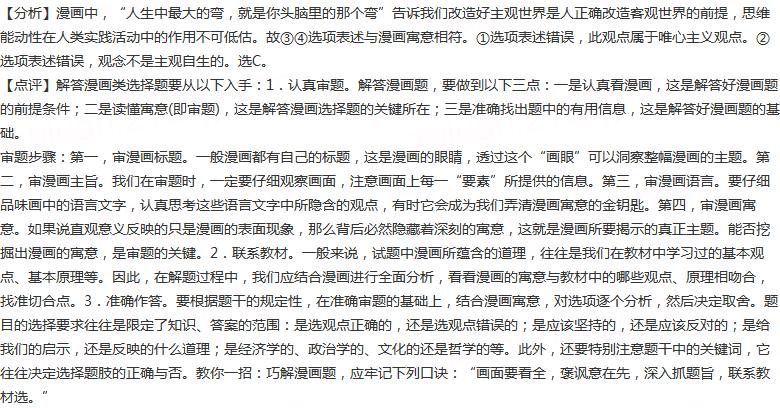 【分析】漫画中，“人生中最大的弯，就是你头脑里的那个弯”告诉我们改造好主观世界是人正确改造客观世界的前提，思维
能动性在人类实践活动中的作用不可低估。故③④选项表述与漫画寓意相符。①选项表述错误，此观点属于唯心主义观点。②
选项表述错误，观念不是主观自生的。选C。
【点评】解答漫画类选择题要从以下入手：1．认真审题。解答漫画题，要做到以下三点：一是认真看漫画，这是解答好漫画题
的前提条件；二是读懂寓意(即审题)，这是解答漫画选择题的关键所在；三是准确找出题中的有用信息，这是解答好漫画题的基
础。
审题步骤：第一，审漫画标题。一般漫画都有自己的标题，这是漫画的眼睛，透过这个“画眼”可以洞察整幅漫画的主题。第
二，审漫画主旨。我们在审题时，一定要仔细观察画面，注意画面上每一“要素”所提供的信息。第三，审漫画语言。要仔细
品味画中的语言文字，认真思考这些语言文字中所隐含的观点，有时它会成为我们弄清漫画寓意的金钥匙。第四，审漫画寓
意。如果说直观意义反映的只是漫画的表面现象，那么背后必然隐藏着深刻的寓意，这就是漫画所要揭示的真正主题。能否挖
掘出漫画的寓意，是审题的关键。2．联系教材。一般来说，试题中漫画所蕴含的道理，往往是我们在教材中学习过的基本观
点、基本原理等。因此，在解题过程中，我们应结合漫画进行全面分析，看看漫画的寓意与教材中的哪些观点、原理相吻合，
找准切合点。3．准确作答。要根据题干的规定性，在准确审题的基础上，结合漫画寓意，对选项逐个分析，然后决定取舍。题
目的选择要求往往是限定了知识、答案的范围：是选观点正确的，还是选观点错误的；是应该坚持的，还是应该反对的；是给
我们的启示，还是反映的什么道理；是经济学的、政治学的、文化的还是哲学的等。此外，还要特别注意题干中的关键词，它
往往决定选择题肢的正确与否。教你一招：巧解漫画题，应牢记下列口诀：“画面要看全，褒讽意在先，深入抓题旨，联系教
材选。”